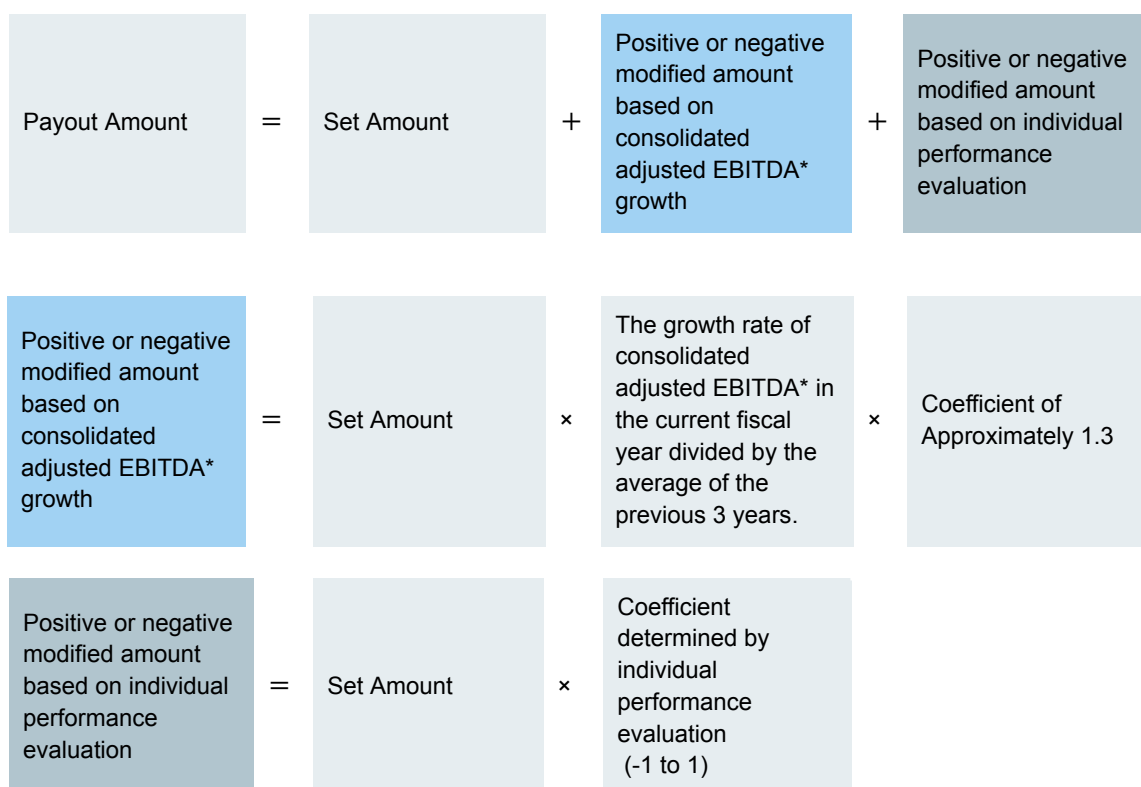 Payout Amount
=
Set Amount
+
Positive or negative
modified amount
based on
consolidated
adjusted EBITDA*
growth
+
Positive or negative
modified amount
based on individual
performance
evaluation
Positive or negative
modified amount
based on
consolidated
adjusted EBITDA*
growth
=
Set Amount
×
The growth rate of
consolidated
adjusted EBITDA* in
the current fiscal
year divided by the
average of the
previous 3 years.
×
Coefficient of
Approximately 1.3
Positive or negative
modified amount
based on individual
performance
evaluation
=
Set Amount
×
Coefficient
determined by
individual
performance
evaluation
(-1 to 1)